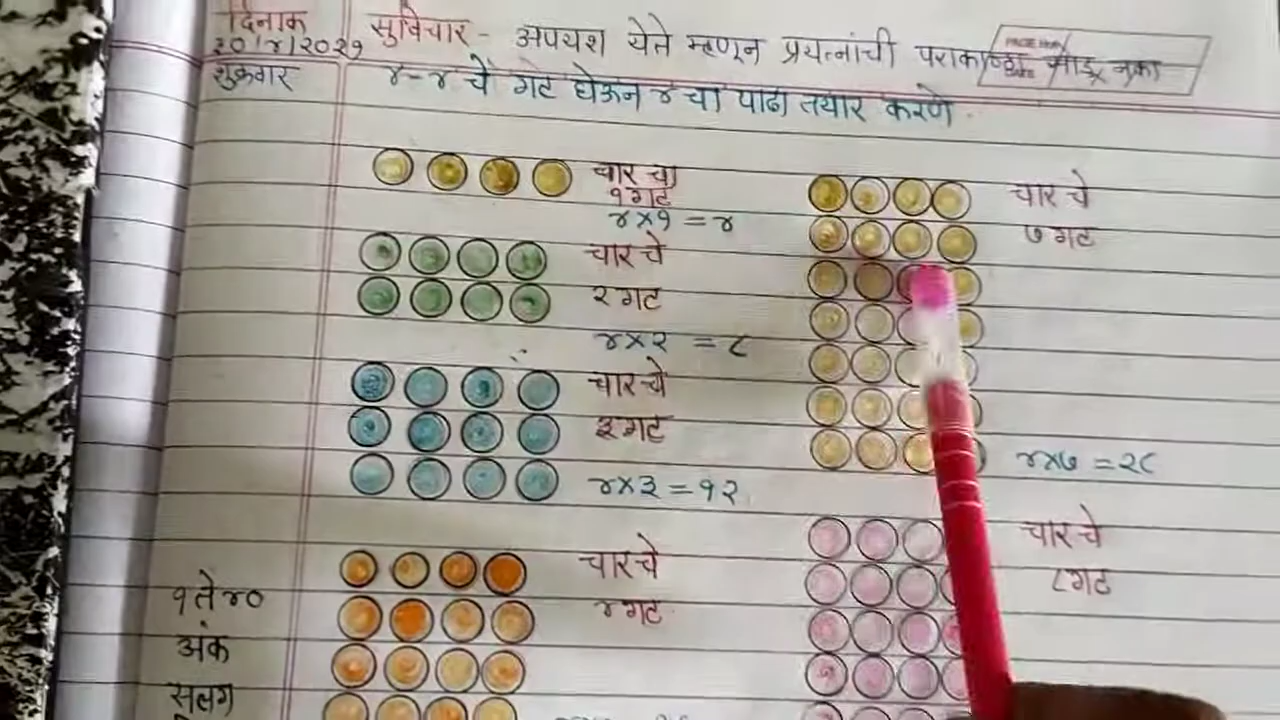 दिनांक सुविचार - अपयश येते म्हणून प्रयत्नांची पराकाष्ठा सोडू नका
३०।४।२०२१
शुक्रवार ४-४ चे गट घेऊन ४ चा पाढा तयार करणे.
चार चा
१ गट
४×१ = ४
चार चे
२ गट
४×२ = ८
चार चे
३ गट
४×३ = १२
चार चे
४ गट
१ ते ४०
अंक
सलग
चार चे
७ गट
४×७ = २८
चार चे
८ गट